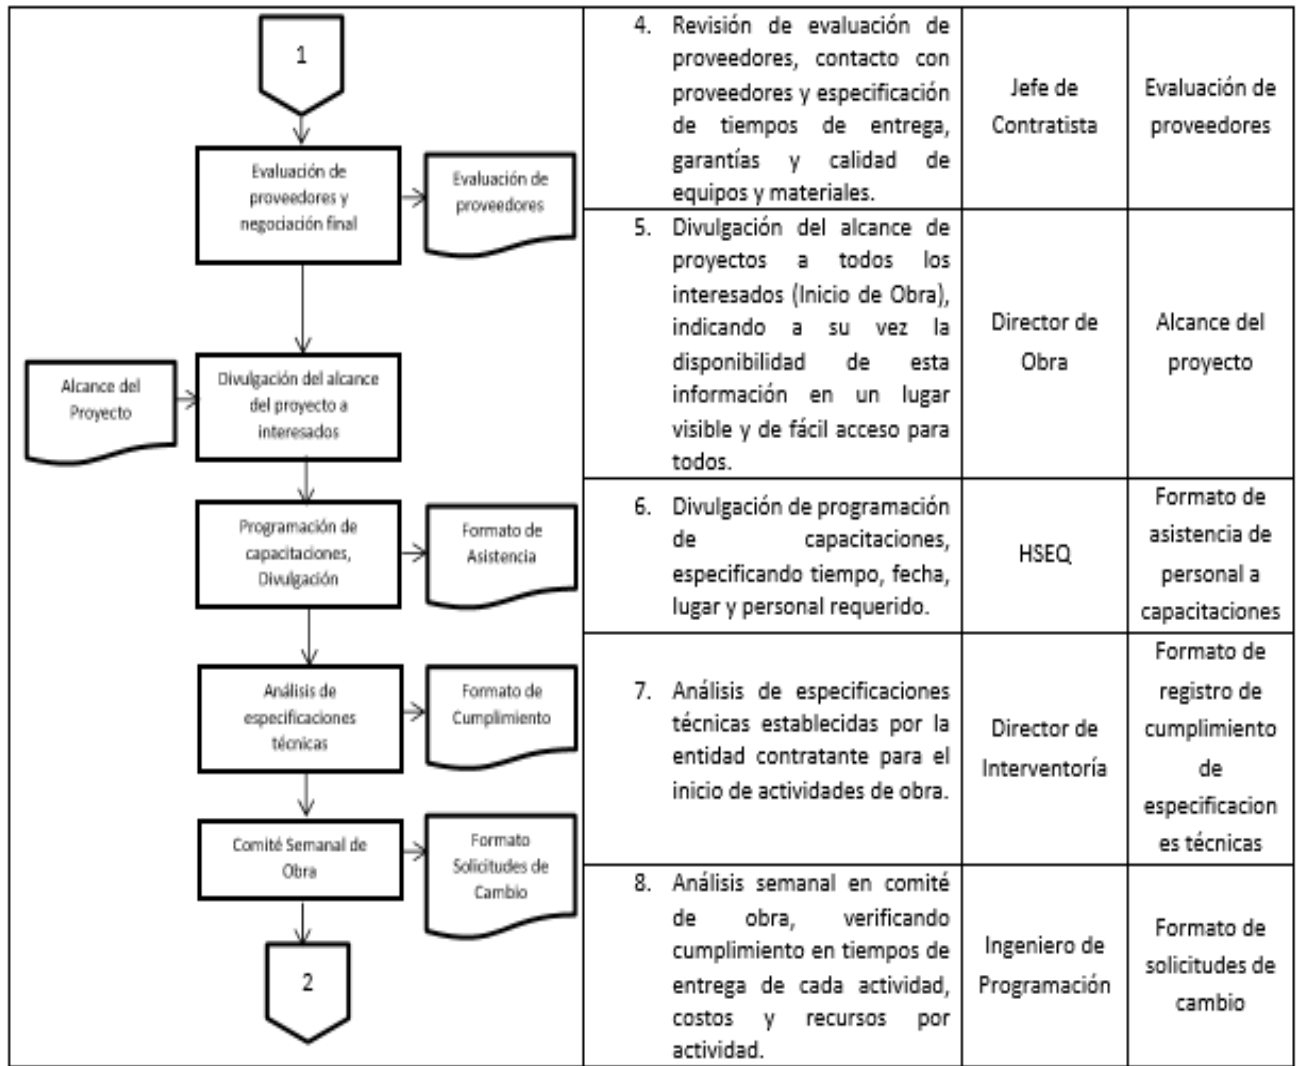 1
Evaluación de
proveedores y
negociación final
Evaluación de
proveedores
Alcance del
Proyecto
Divulgación del alcance
del proyecto a
interesados
Programación de
capacitaciones,
Divulgación
Formato de
Asistencia
Análisis de
especificaciones
técnicas
Formato de
Cumplimiento
Comité Semanal de
Obra
Formato
Solicitudes de
Cambio
2
4. Revisión de evaluación de
proveedores, contacto con
proveedores y especificación
de tiempos de entrega,
garantías y calidad de
equipos y materiales.
Jefe de
Contratista
Evaluación de
proveedores
5. Divulgación del alcance de
proyectos a todos los
interesados (Inicio de Obra),
indicando a su vez la
disponibilidad de esta
información en un lugar
visible y de fácil acceso para
todos.
Director de
Obra
Alcance del
proyecto
6. Divulgación de programación
de capacitaciones,
especificando tiempo, fecha,
lugar y personal requerido.
HSEQ
Formato de
asistencia de
personal a
capacitaciones
7. Análisis de especificaciones
técnicas establecidas por la
entidad contratante para el
inicio de actividades de obra.
Director de
Interventoría
Formato de
registro de
cumplimiento
de
especificacion
es técnicas
8. Análisis semanal en comité
de obra, verificando
cumplimiento en tiempos de
entrega de cada actividad,
costos y recursos por
actividad.
Ingeniero de
Programación
Formato de
solicitudes de
cambio